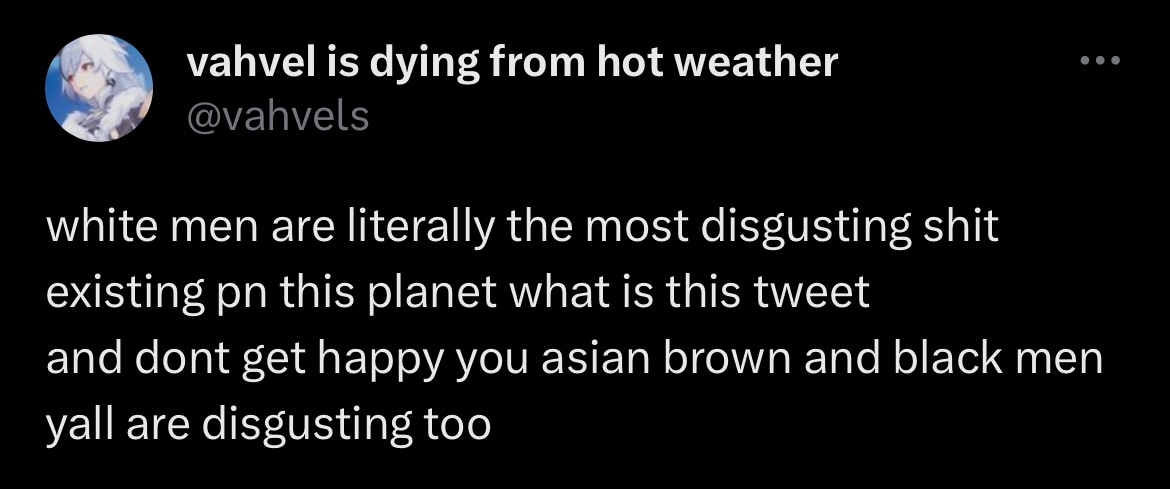 vahvel is dying from hot weather
@vahvels
white men are literally the most disgusting shit
existing pn this planet what is this tweet
and dont get happy you asian brown and black men
yall are disgusting too